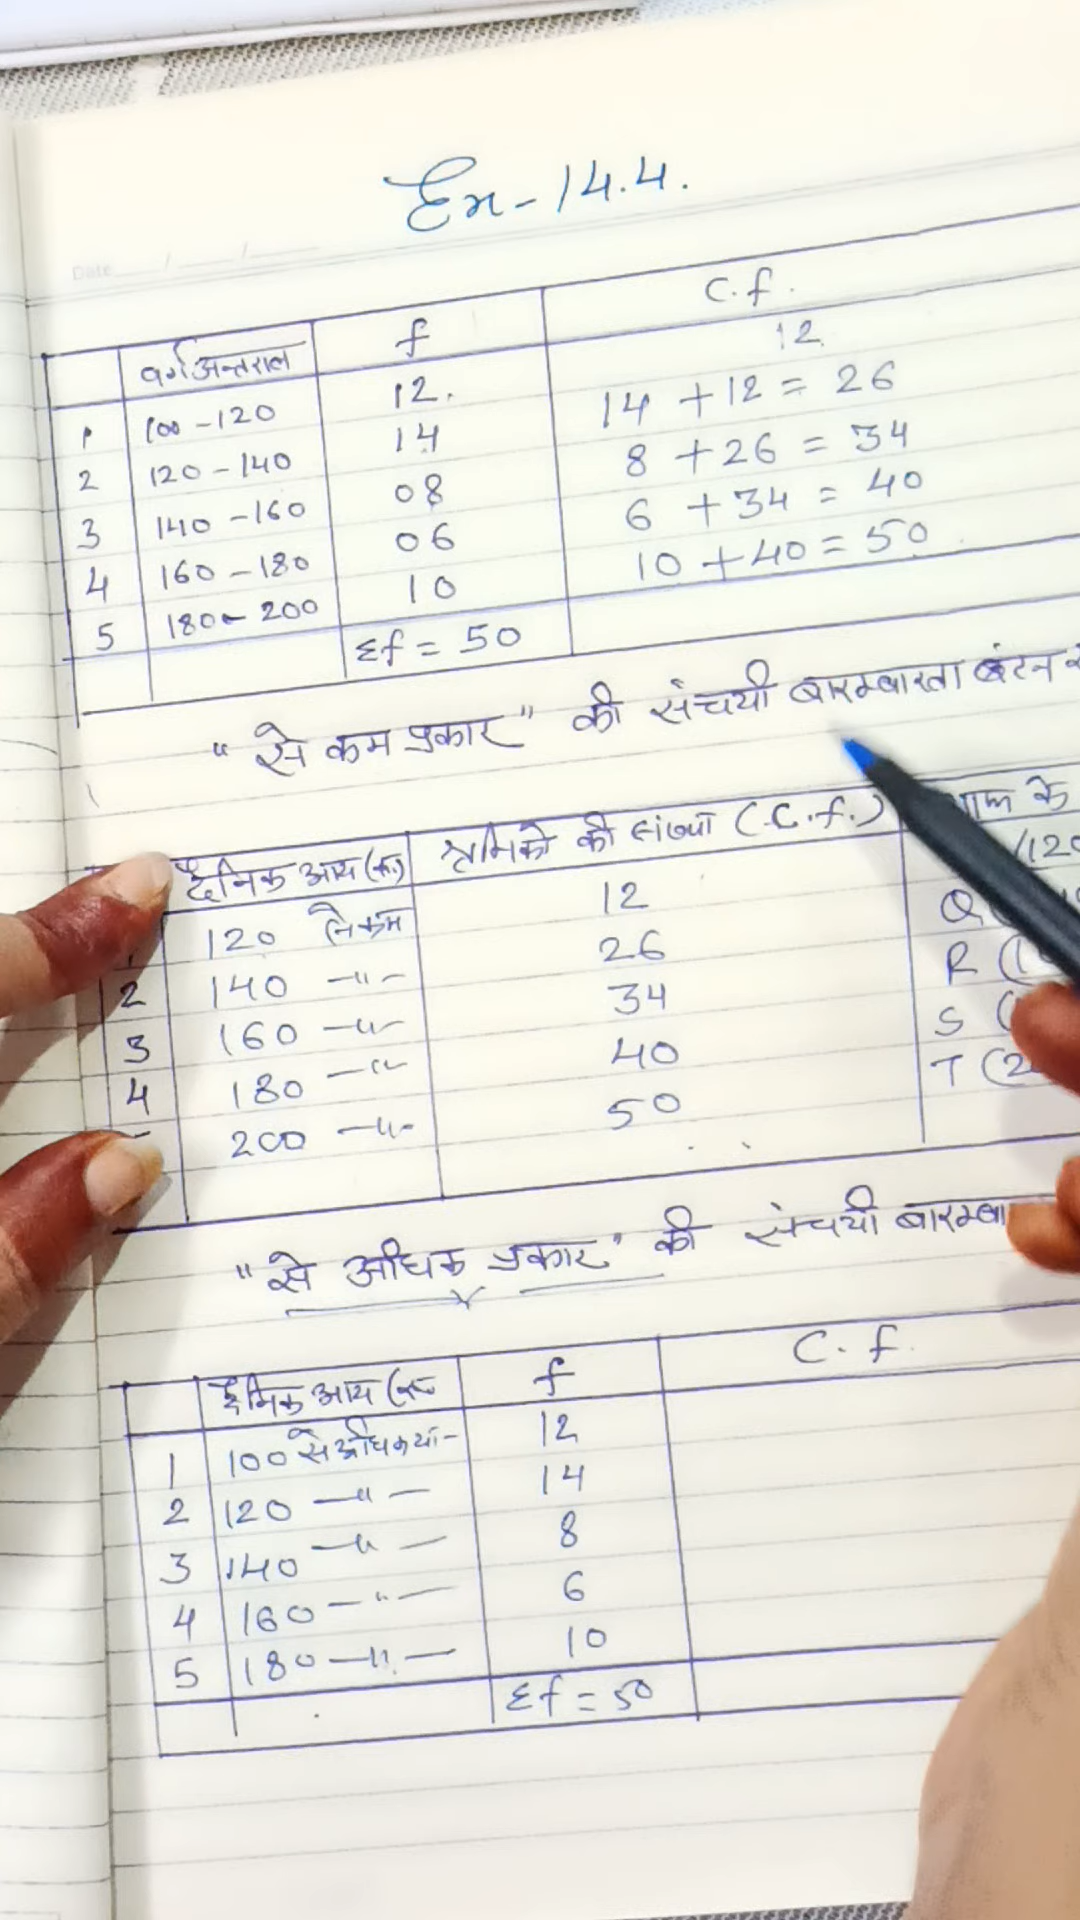 Ex-14.4.
Date
वर्ग अन्तराल f C.f.
1 100-120 12. 12.
2 120-140 14 14 + 12 = 26
3 140-160 08 8 + 26 = 34
4 160-180 06 6 + 34 = 40
5 180-200 10 10 + 40 = 50
Σf = 50
"से कम प्रकार" की संचयी बारम्बारता बंटन
दैनिक आय (रू.) श्रमिको की संख्या (C.f.) के
120 से कम 12
2 140 -"- 26 Q
3 160 -"- 34 R (1
4 180 -"- 40 S (
200 -"- 50 T (2
"से अधिक प्रकार" की संचयी बारम्बा
दैनिक आय (रू f C.f.
1 100 से अधिक या- 12
2 120 -"- 14
3 140 -"- 8
4 160 -"- 6
5 180 -"- 10
Σf = 50